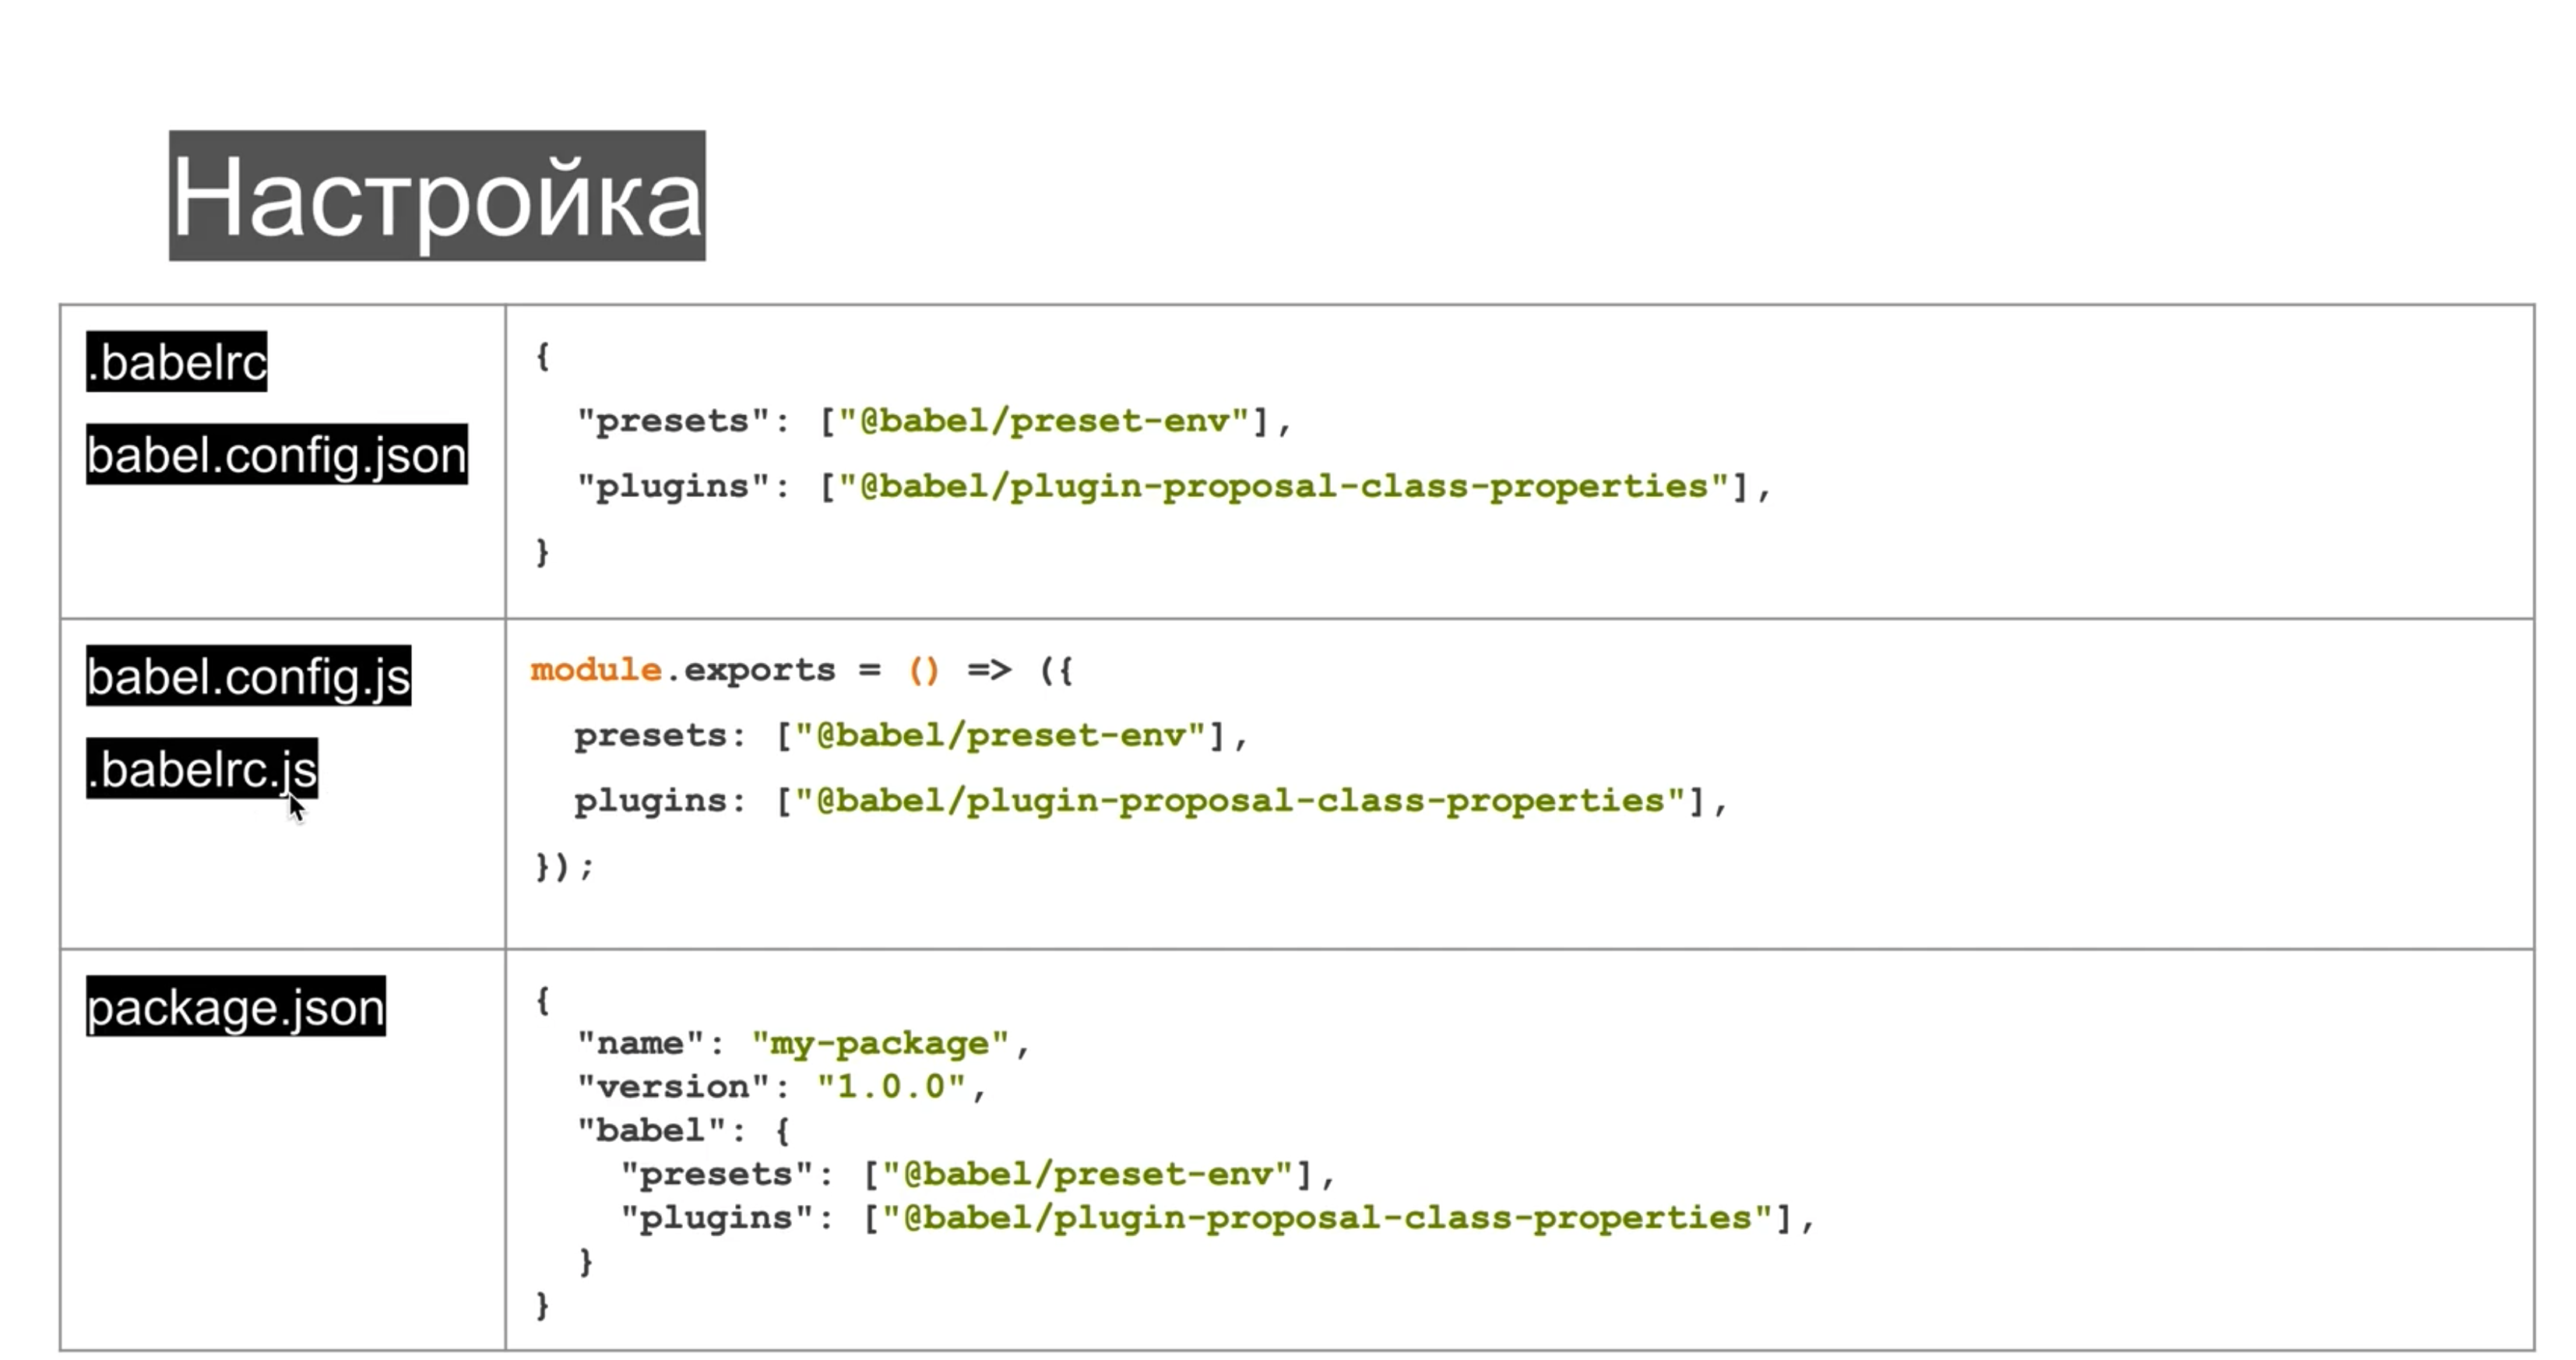 Настройка
.babelrc
babel.config.json
{
"presets": ["@babel/preset-env"],
"plugins": ["@babel/plugin-proposal-class-properties"],
}
babel.config.js
.babelrc.js
module.exports = () => ({
presets: ["@babel/preset-env"],
plugins: ["@babel/plugin-proposal-class-properties"],
});
package.json
{
"name": "my-package",
"version": "1.0.0",
"babel": {
"presets": ["@babel/preset-env"],
"plugins": ["@babel/plugin-proposal-class-properties"],
}
}